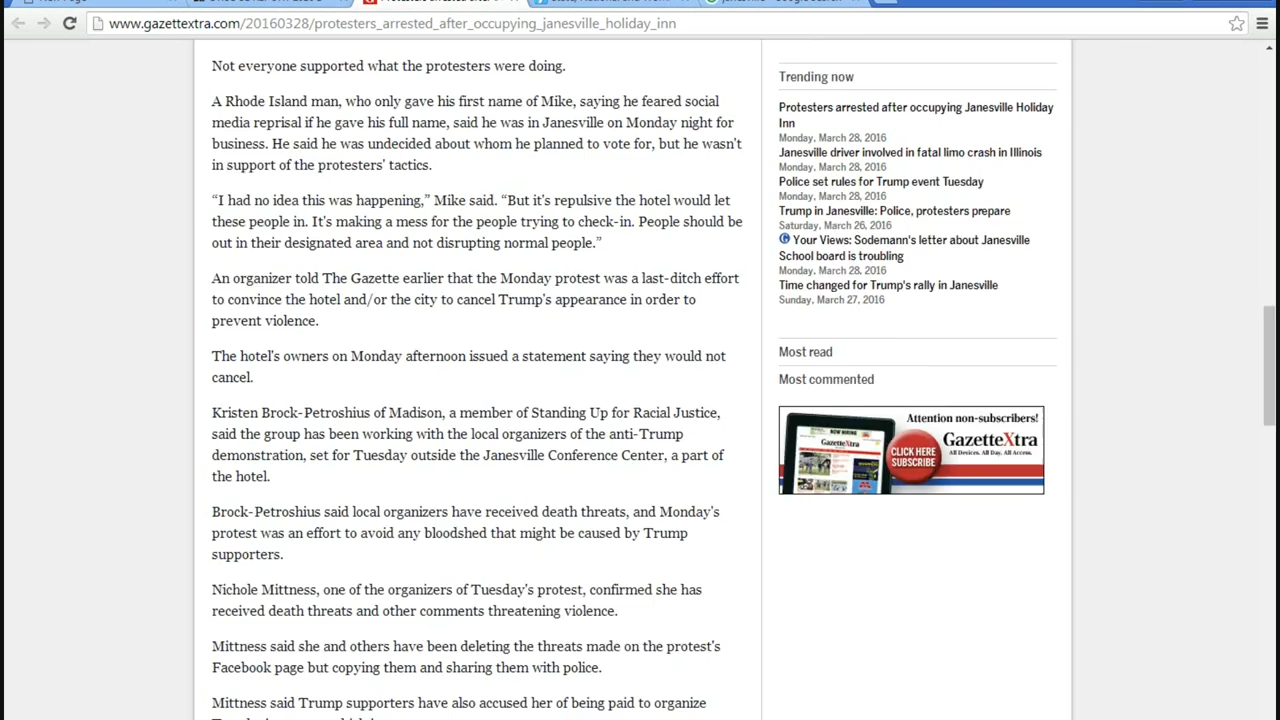 www.gazettextra.com/20160328/protesters_arrested_after_occupying_janesville_holiday_inn
Not everyone supported what the protesters were doing.
A Rhode Island man, who only gave his first name of Mike, saying he feared social
media reprisal if he gave his full name, said he was in Janesville on Monday night for
business. He said he was undecided about whom he planned to vote for, but he wasn't
in support of the protesters' tactics.
“I had no idea this was happening,” Mike said. “But it's repulsive the hotel would let
these people in. It's making a mess for the people trying to check-in. People should be
out in their designated area and not disrupting normal people.”
An organizer told The Gazette earlier that the Monday protest was a last-ditch effort
to convince the hotel and/or the city to cancel Trump's appearance in order to
prevent violence.
The hotel's owners on Monday afternoon issued a statement saying they would not
cancel.
Kristen Brock-Petroshius of Madison, a member of Standing Up for Racial Justice,
said the group has been working with the local organizers of the anti-Trump
demonstration, set for Tuesday outside the Janesville Conference Center, a part of
the hotel.
Brock-Petroshius said local organizers have received death threats, and Monday's
protest was an effort to avoid any bloodshed that might be caused by Trump
supporters.
Nichole Mittness, one of the organizers of Tuesday's protest, confirmed she has
received death threats and other comments threatening violence.
Mittness said she and others have been deleting the threats made on the protest's
Facebook page but copying them and sharing them with police.
Mittness said Trump supporters have also accused her of being paid to organize
Trending now
Protesters arrested after occupying Janesville Holiday
Inn
Monday, March 28, 2016
Janesville driver involved in fatal limo crash in Illinois
Monday, March 28, 2016
Police set rules for Trump event Tuesday
Monday, March 28, 2016
Trump in Janesville: Police, protesters prepare
Saturday, March 26, 2016
Your Views: Sodemann's letter about Janesville
School board is troubling
Monday, March 28, 2016
Time changed for Trump's rally in Janesville
Sunday, March 27, 2016
Most read
Most commented
Attention non-subscribers!
GazetteXtra
All Devices. All Day. All Access.
CLICK HERE
SUBSCRIBE
NOW HIRING
GazetteXtra